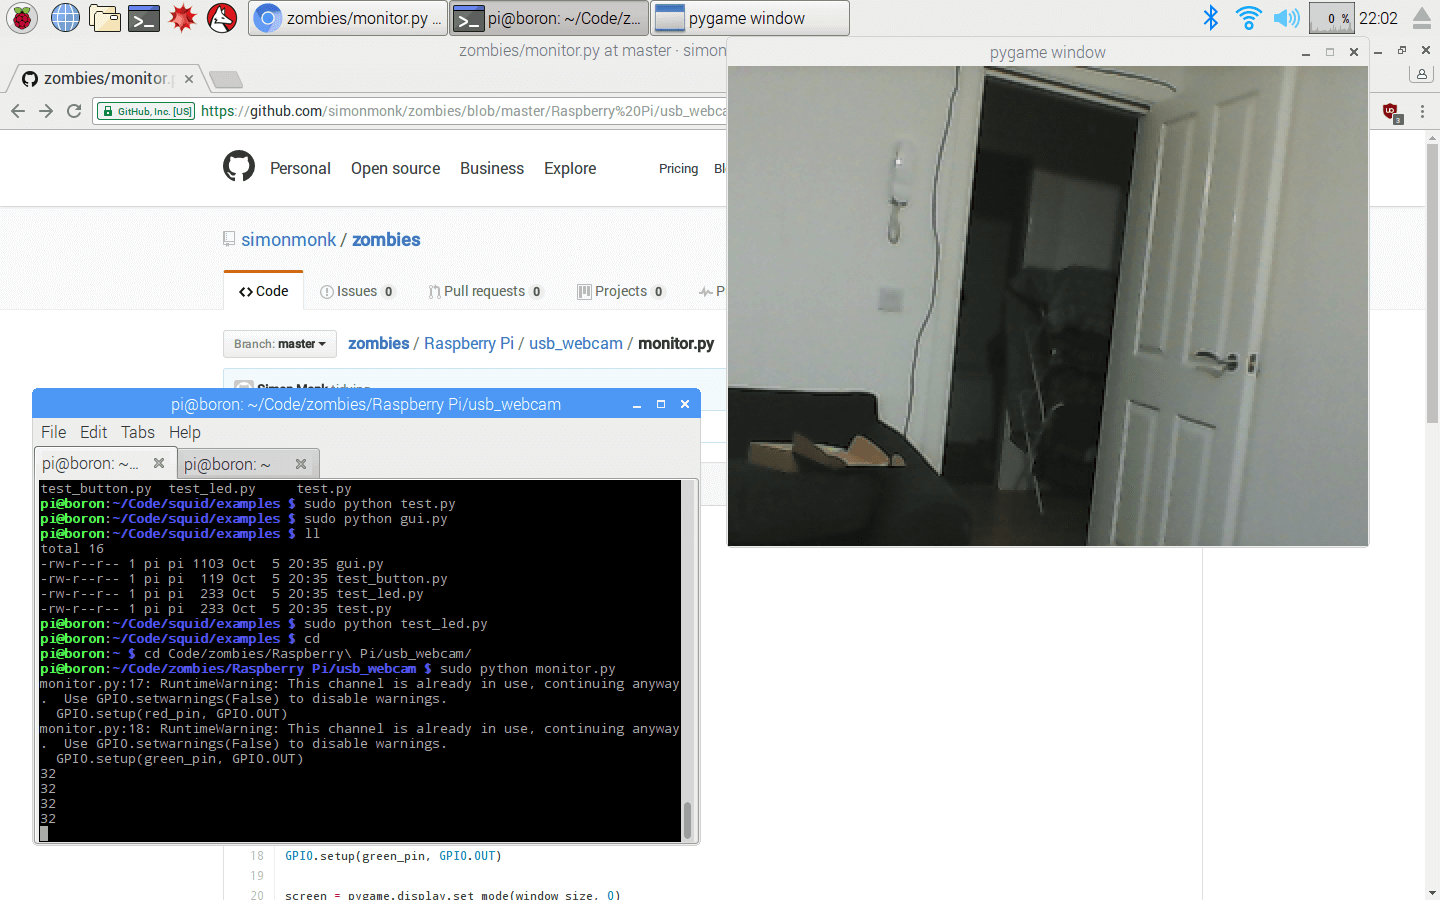 zombies/monitor.py ...
pi@boron: ~/Code/z...
pygame window
0 %
22:02
zombies/monitor.py at master · simon
pygame window
zombies/monitor.p
GitHub, Inc. [US]
https://github.com/simonmonk/zombies/blob/master/Raspberry%20Pi/usb_webca
3
Personal Open source Business Explore Pricing Bl
simonmonk / zombies
Code Issues 0 Pull requests 0 Projects 0 P
Branch: master
zombies / Raspberry Pi / usb_webcam / monitor.py
Simon Monk tidying
pi@boron: ~/Code/zombies/Raspberry Pi/usb_webcam
File Edit Tabs Help
pi@boron: ~... pi@boron: ~
test_button.py  test_led.py     test.py
pi@boron:~/Code/squid/examples $ sudo python test.py
pi@boron:~/Code/squid/examples $ sudo python gui.py
pi@boron:~/Code/squid/examples $ ll
total 16
-rw-r--r-- 1 pi pi 1103 Oct  5 20:35 gui.py
-rw-r--r-- 1 pi pi  119 Oct  5 20:35 test_button.py
-rw-r--r-- 1 pi pi  233 Oct  5 20:35 test_led.py
-rw-r--r-- 1 pi pi  233 Oct  5 20:35 test.py
pi@boron:~/Code/squid/examples $ sudo python test_led.py
pi@boron:~/Code/squid/examples $ cd
pi@boron:~ $ cd Code/zombies/Raspberry\ Pi/usb_webcam/
pi@boron:~/Code/zombies/Raspberry Pi/usb_webcam $ sudo python monitor.py
monitor.py:17: RuntimeWarning: This channel is already in use, continuing anyway
.  Use GPIO.setwarnings(False) to disable warnings.
  GPIO.setup(red_pin, GPIO.OUT)
monitor.py:18: RuntimeWarning: This channel is already in use, continuing anyway
.  Use GPIO.setwarnings(False) to disable warnings.
  GPIO.setup(green_pin, GPIO.OUT)
32
32
32
32
18 GPIO.setup(green_pin, GPIO.OUT)
19
20 screen = pygame.display.set_mode(window_size, 0)